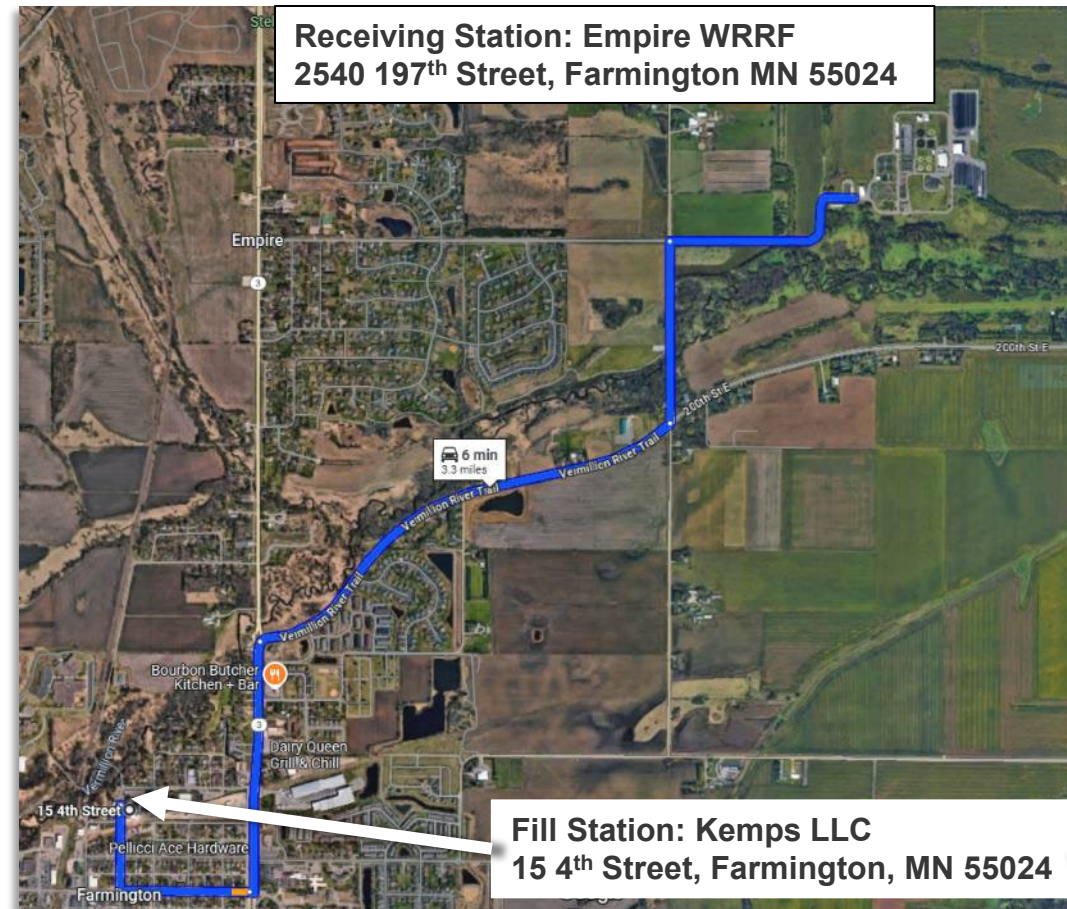 Receiving Station: Empire WRRF
2540 197th Street, Farmington MN 55024
Empire
3
200th St E
200th St E
6 min
3.3 miles
Vermillion River Trail
Vermillion River Trail
Vermillion River Trail
Bourbon Butcher
Kitchen + Bar
3
Dairy Queen
Grill & Chill
Vermillion River
15 4th Street
Pellicci Ace Hardware
Farmington
Fill Station: Kemps LLC
15 4th Street, Farmington, MN 55024